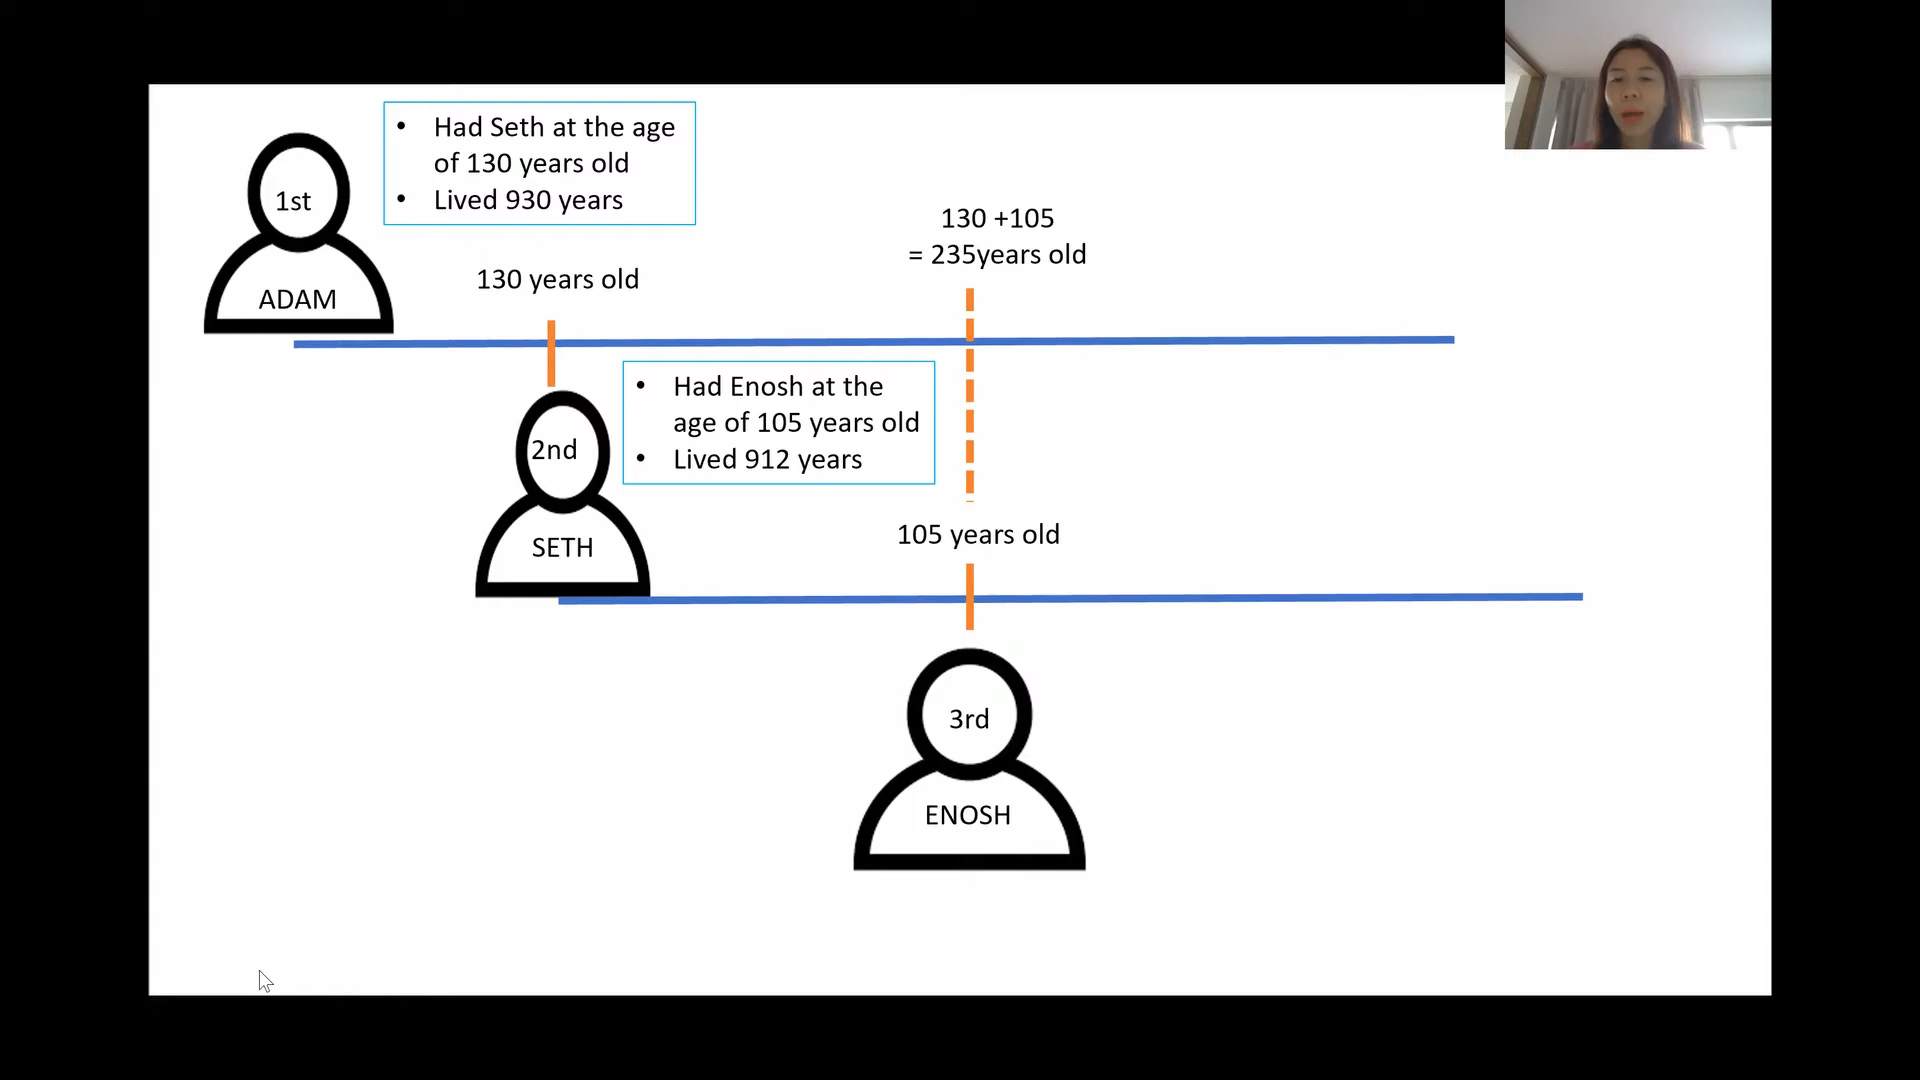 • Had Seth at the age
of 130 years old
• Lived 930 years
1st
ADAM
130 years old
130 +105
= 235years old
• Had Enosh at the
age of 105 years old
• Lived 912 years
2nd
SETH
105 years old
3rd
ENOSH